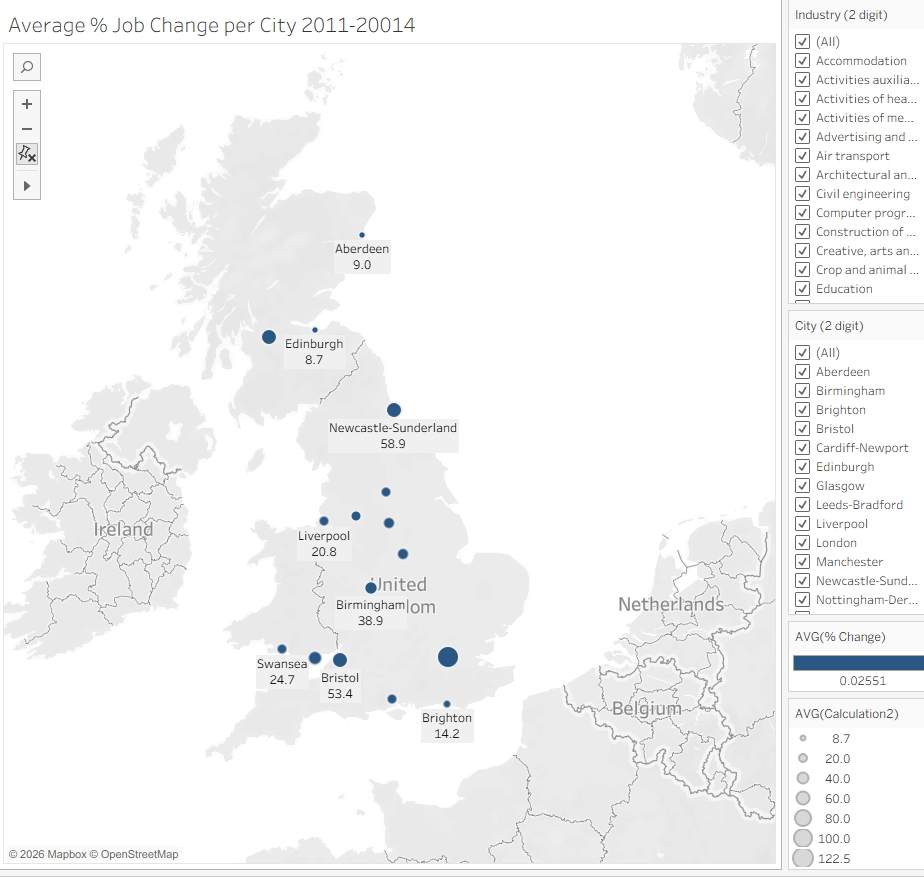 Average % Job Change per City 2011-20014
Aberdeen
9.0
Edinburgh
8.7
Newcastle-Sunderland
58.9
Ireland
Liverpool
20.8
United
Birmingham
dom
38.9
Netherlands
Swansea
24.7
Bristol
53.4
Belgium
Brighton
14.2
© 2026 Mapbox © OpenStreetMap
Industry (2 digit)
(All)
Accommodation
Activities auxilia...
Activities of hea...
Activities of me...
Advertising and ...
Air transport
Architectural an...
Civil engineering
Computer progr...
Construction of ...
Creative, arts an...
Crop and animal ...
Education
City (2 digit)
(All)
Aberdeen
Birmingham
Brighton
Bristol
Cardiff-Newport
Edinburgh
Glasgow
Leeds-Bradford
Liverpool
London
Manchester
Newcastle-Sund...
Nottingham-Der...
AVG(% Change)
0.02551
AVG(Calculation2)
8.7
20.0
40.0
60.0
80.0
100.0
122.5